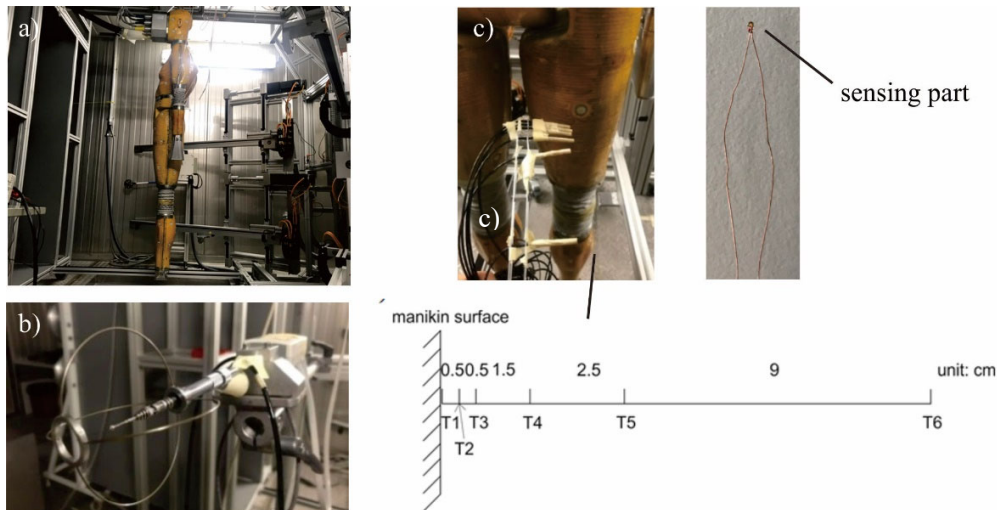 a)
c)
sensing part
c)
b)
manikin surface
0.5 0.5 1.5 2.5 9 unit: cm
T1 T3 T4 T5 T6
T2